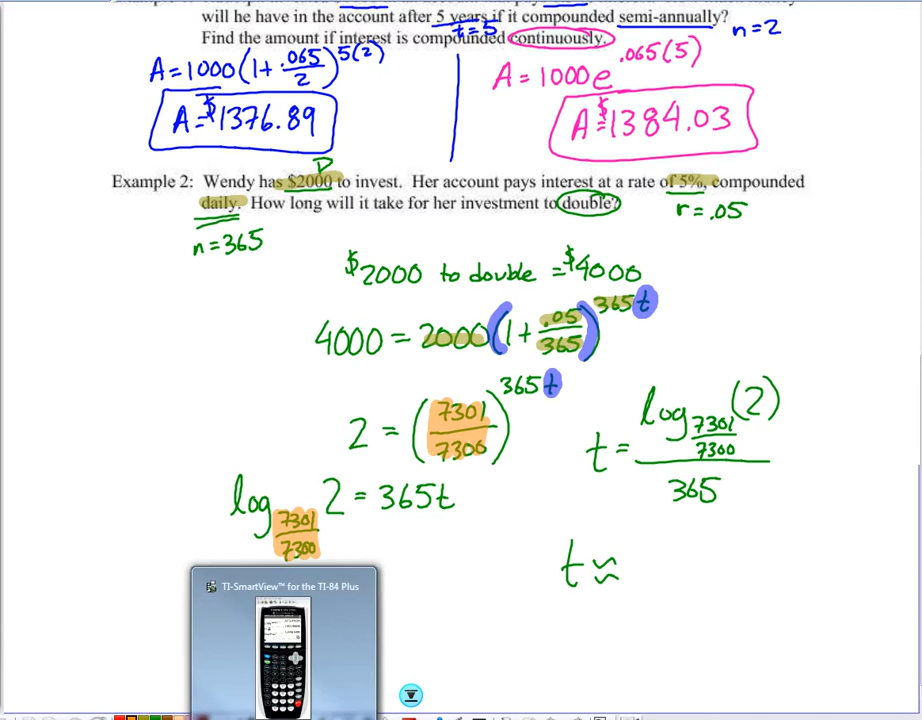 will he have in the account after 5 years if it compounded semi-annually?
t=5
n=2
Find the amount if interest is compounded continuously.
A=1000(1+.065/2)^5(2)
A=$1376.89
A=1000e^.065(5)
A=$1384.03
P
Example 2: Wendy has $2000 to invest. Her account pays interest at a rate of 5%, compounded
daily. How long will it take for her investment to double?
n=365
r=.05
$2000 to double =$4000
4000=2000(1+.05/365)^365t
2=(7301/7300)^365t
log_7301/7300 2=365t
t=log_7301/7300(2)/365
t≈
TI-SmartView™ for the TI-84 Plus